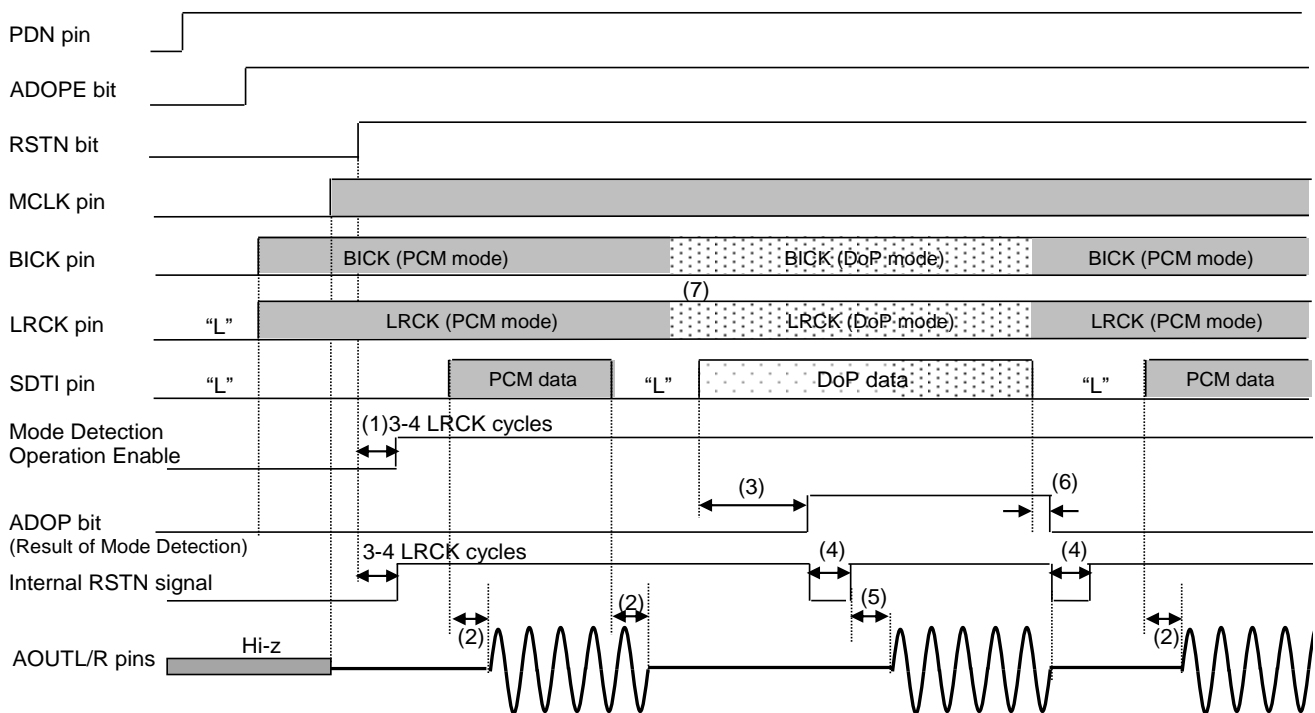 PDN pin
ADOPE bit
RSTN bit
MCLK pin
BICK pin
BICK (PCM mode)
BICK (DoP mode)
BICK (PCM mode)
(7)
LRCK pin
“L”
LRCK (PCM mode)
LRCK (DoP mode)
LRCK (PCM mode)
SDTI pin
“L”
PCM data
“L”
DoP data
“L”
PCM data
Mode Detection
Operation Enable
(1)3-4 LRCK cycles
(3)
(6)
ADOP bit
(Result of Mode Detection)
3-4 LRCK cycles
Internal RSTN signal
(4)
(4)
(2)
(2)
(5)
(2)
AOUTL/R pins
Hi-z